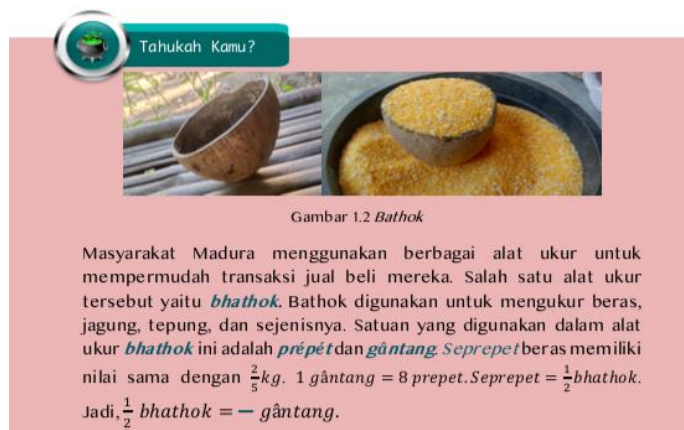 Tahukah Kamu?
Gambar 1.2 Bathok
Masyarakat Madura menggunakan berbagai alat ukur untuk
mempermudah transaksi jual beli mereka. Salah satu alat ukur
tersebut yaitu bhathok. Bathok digunakan untuk mengukur beras,
jagung, tepung, dan sejenisnya. Satuan yang digunakan dalam alat
ukur bhathok ini adalah prépét dan gântang. Seprepet beras memiliki
nilai sama dengan 2/5 kg. 1 gântang = 8 prepet. Seprepet = 1/2 bhathok.
Jadi, 1/2 bhathok = — gântang.